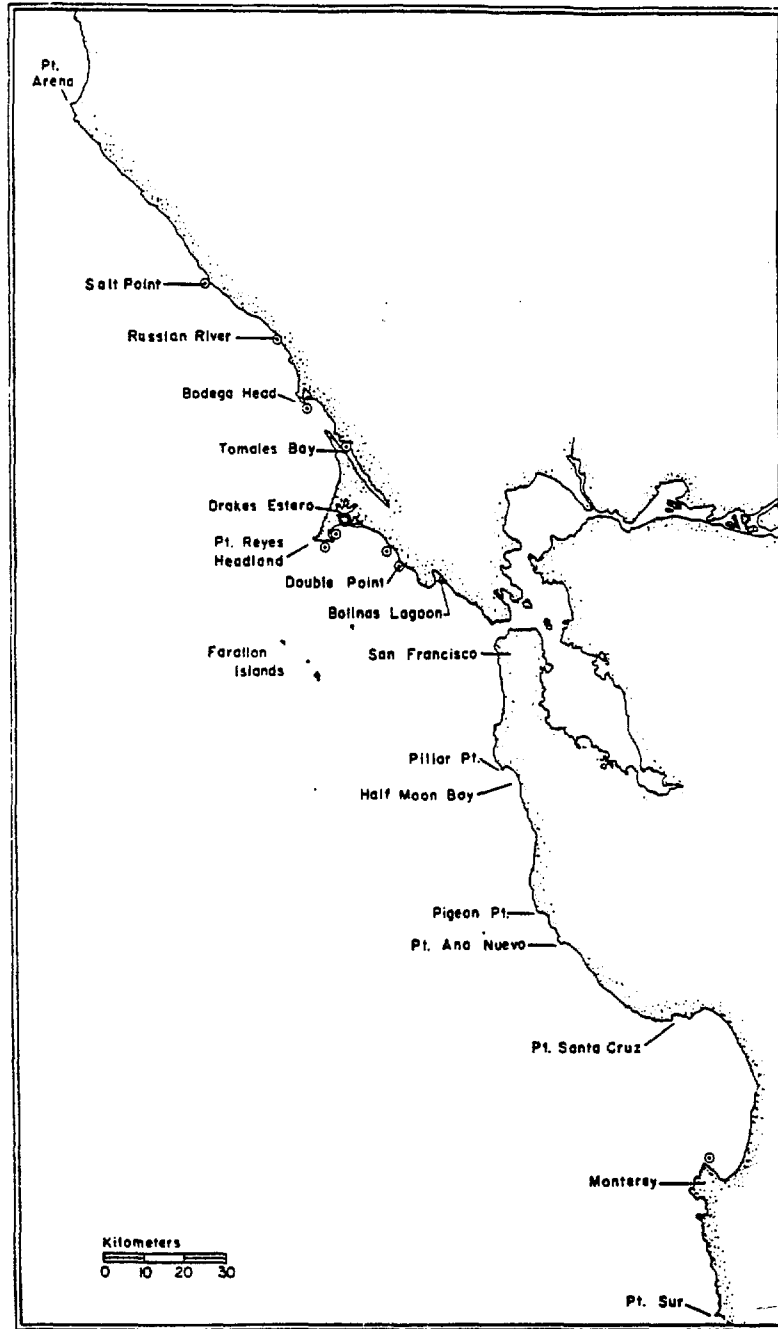 Pt.
Arena
Salt Point
Russian River
Bodega Head
Tomales Bay
Drakes Estero
Pt. Reyes
Headland
Double Point
Bolinas Lagoon
Farallon
Islands
San Francisco
Pillar Pt.
Half Moon Bay
Pigeon Pt.
Pt. Ano Nuevo
Pt. Santa Cruz
Monterey
Kilometers
0 10 20 30
Pt. Sur